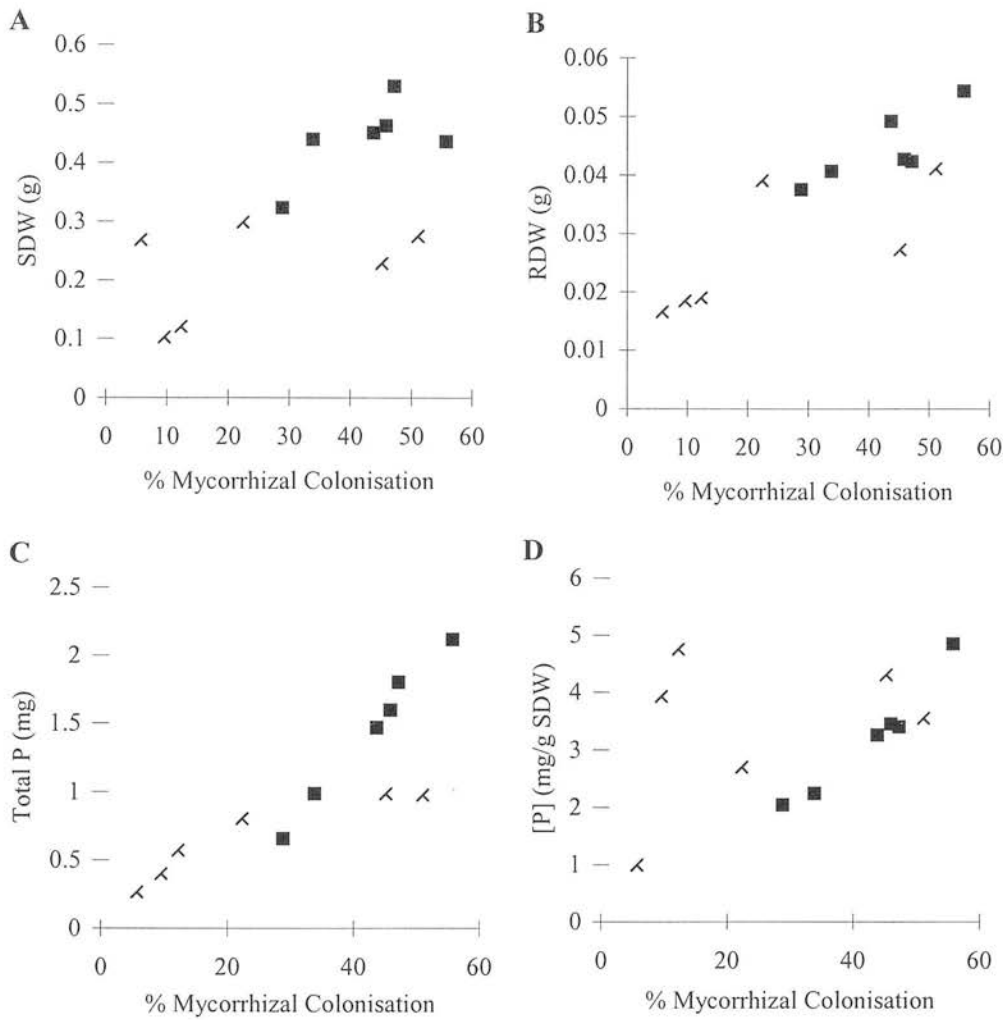 A
SDW (g)
0.6
0.5
0.4
0.3
0.2
0.1
0
0 10 20 30 40 50 60
% Mycorrhizal Colonisation
B
RDW (g)
0.06
0.05
0.04
0.03
0.02
0.01
0
0 10 20 30 40 50 60
% Mycorrhizal Colonisation
C
Total P (mg)
2.5
2
1.5
1
0.5
0
0 20 40 60
% Mycorrhizal Colonisation
D
[P] (mg/g SDW)
6
5
4
3
2
1
0
0 20 40 60
% Mycorrhizal Colonisation